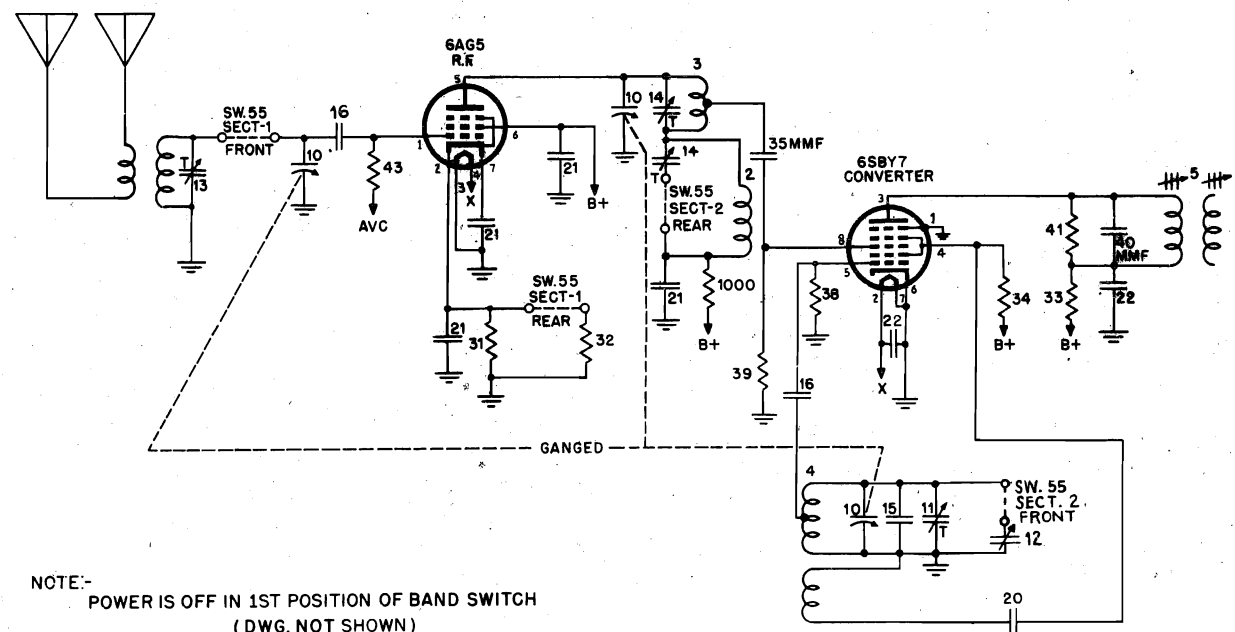 6AG5
R.F.
5
3
SW.55
SECT-1
FRONT
16
10
14
T
35MMF
6SBY7
CONVERTER
T
13
10
43
1
6
2
3
4
7
X
21
B+
14
T
2
SW.55
SECT-2
REAR
3
1
5
AVC
21
8
4
41
40
MMF
5
6
2
7
38
34
33
22
SW.55
SECT-1
REAR
21
1000
22
21
31
32
B+
39
B+
B+
X
16
GANGED
4
10
15
11
T
SW.55
SECT.2
FRONT
12
NOTE:-
POWER IS OFF IN 1ST POSITION OF BAND SWITCH
(DWG. NOT SHOWN)
20